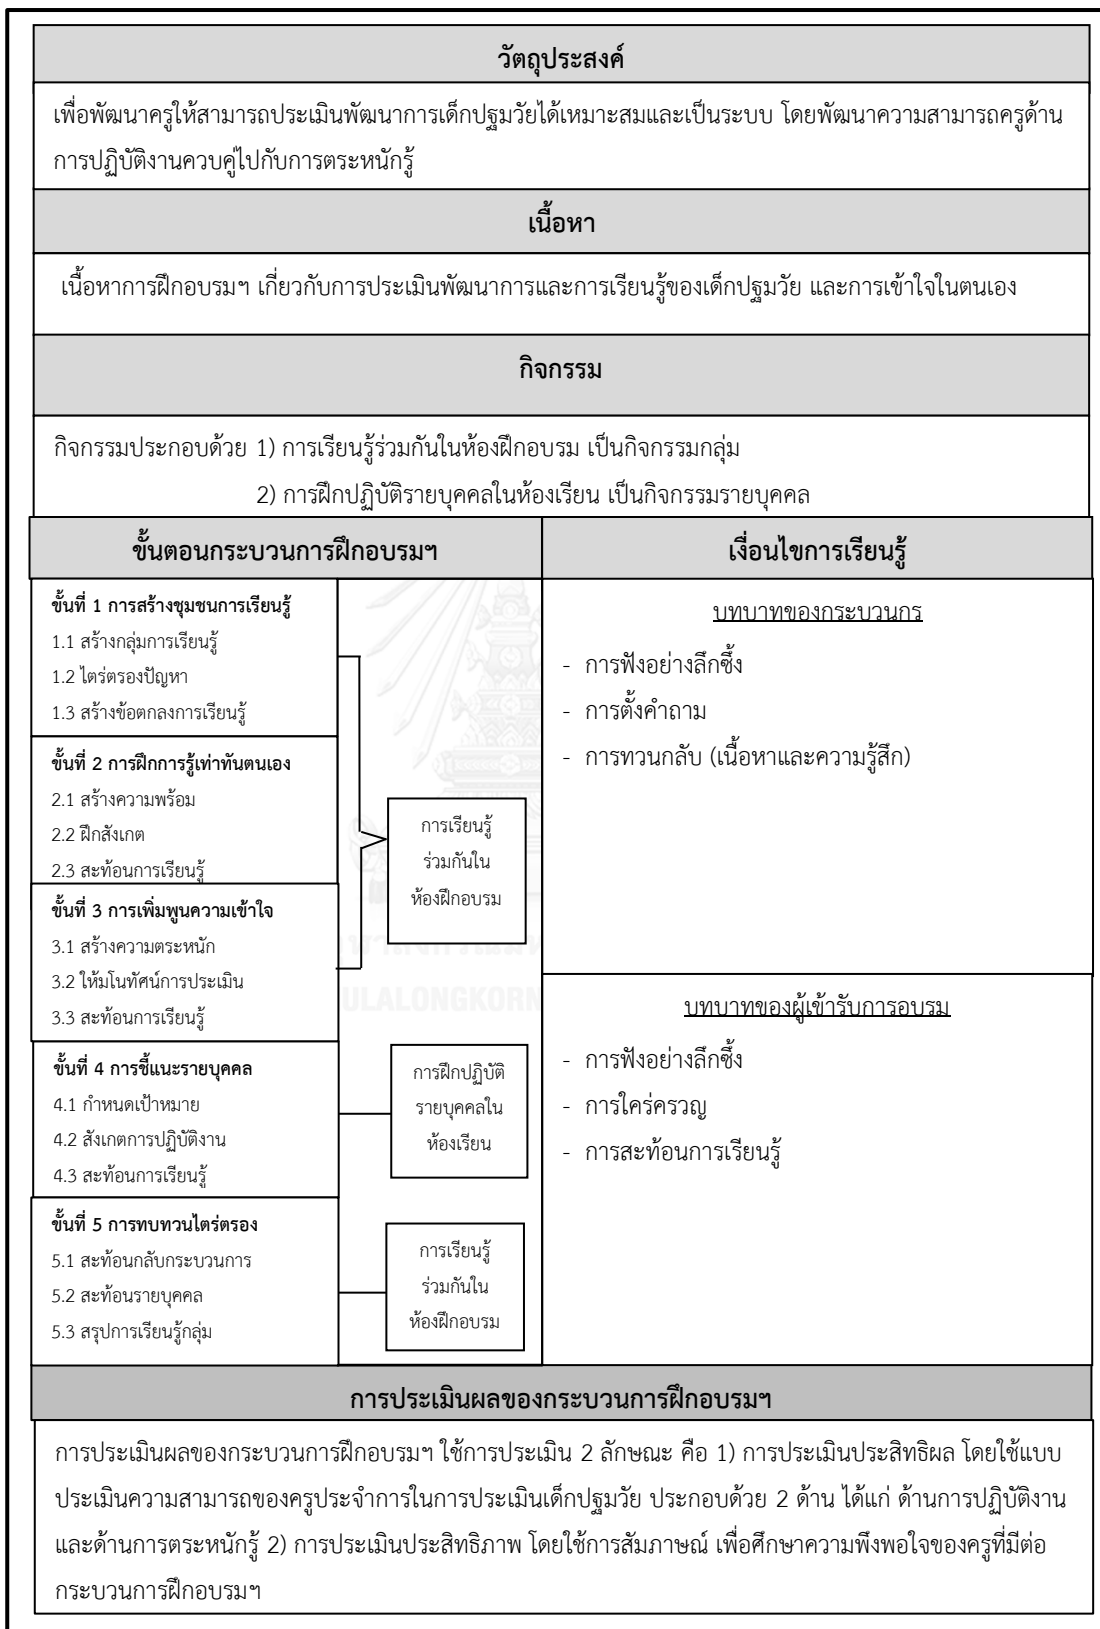 วัตถุประสงค์
เพื่อพัฒนาครูให้สามารถประเมินพัฒนาการเด็กปฐมวัยได้เหมาะสมและเป็นระบบ โดยพัฒนาความสามารถครูด้าน
การปฏิบัติงานควบคู่ไปกับการตระหนักรู้
เนื้อหา
เนื้อหาการฝึกอบรมฯ เกี่ยวกับการประเมินพัฒนาการและการเรียนรู้ของเด็กปฐมวัย และการเข้าใจในตนเอง
กิจกรรม
กิจกรรมประกอบด้วย 1) การเรียนรู้ร่วมกันในห้องฝึกอบรม เป็นกิจกรรมกลุ่ม
2) การฝึกปฏิบัติรายบุคคลในห้องเรียน เป็นกิจกรรมรายบุคคล
ขั้นตอนกระบวนการฝึกอบรมฯ
ขั้นที่ 1 การสร้างชุมชนการเรียนรู้
1.1 สร้างกลุ่มการเรียนรู้
1.2 ไตร่ตรองปัญหา
1.3 สร้างข้อตกลงการเรียนรู้
ขั้นที่ 2 การฝึกการรู้เท่าทันตนเอง
2.1 สร้างความพร้อม
2.2 ฝึกสังเกต
2.3 สะท้อนการเรียนรู้
ขั้นที่ 3 การเพิ่มพูนความเข้าใจ
3.1 สร้างความตระหนัก
3.2 ให้มโนทัศน์การประเมิน
3.3 สะท้อนการเรียนรู้
การเรียนรู้
ร่วมกันใน
ห้องฝึกอบรม
ULALONGKORN
ขั้นที่ 4 การชี้แนะรายบุคคล
4.1 กำหนดเป้าหมาย
4.2 สังเกตการปฏิบัติงาน
4.3 สะท้อนการเรียนรู้
การฝึกปฏิบัติ
รายบุคคลใน
ห้องเรียน
ขั้นที่ 5 การทบทวนไตร่ตรอง
5.1 สะท้อนกลับกระบวนการ
5.2 สะท้อนรายบุคคล
5.3 สรุปการเรียนรู้กลุ่ม
การเรียนรู้
ร่วมกันใน
ห้องฝึกอบรม
เงื่อนไขการเรียนรู้
บทบาทของกระบวนกร
- การฟังอย่างลึกซึ้ง
- การตั้งคำถาม
- การทวนกลับ (เนื้อหาและความรู้สึก)
บทบาทของผู้เข้ารับการอบรม
- การฟังอย่างลึกซึ้ง
- การใคร่ครวญ
- การสะท้อนการเรียนรู้
การประเมินผลของกระบวนการฝึกอบรมฯ
การประเมินผลของกระบวนการฝึกอบรมฯ ใช้การประเมิน 2 ลักษณะ คือ 1) การประเมินประสิทธิผล โดยใช้แบบ
ประเมินความสามารถของครูประจำการในการประเมินเด็กปฐมวัย ประกอบด้วย 2 ด้าน ได้แก่ ด้านการปฏิบัติงาน
และด้านการตระหนักรู้ 2) การประเมินประสิทธิภาพ โดยใช้การสัมภาษณ์ เพื่อศึกษาความพึงพอใจของครูที่มีต่อ
กระบวนการฝึกอบรมฯ